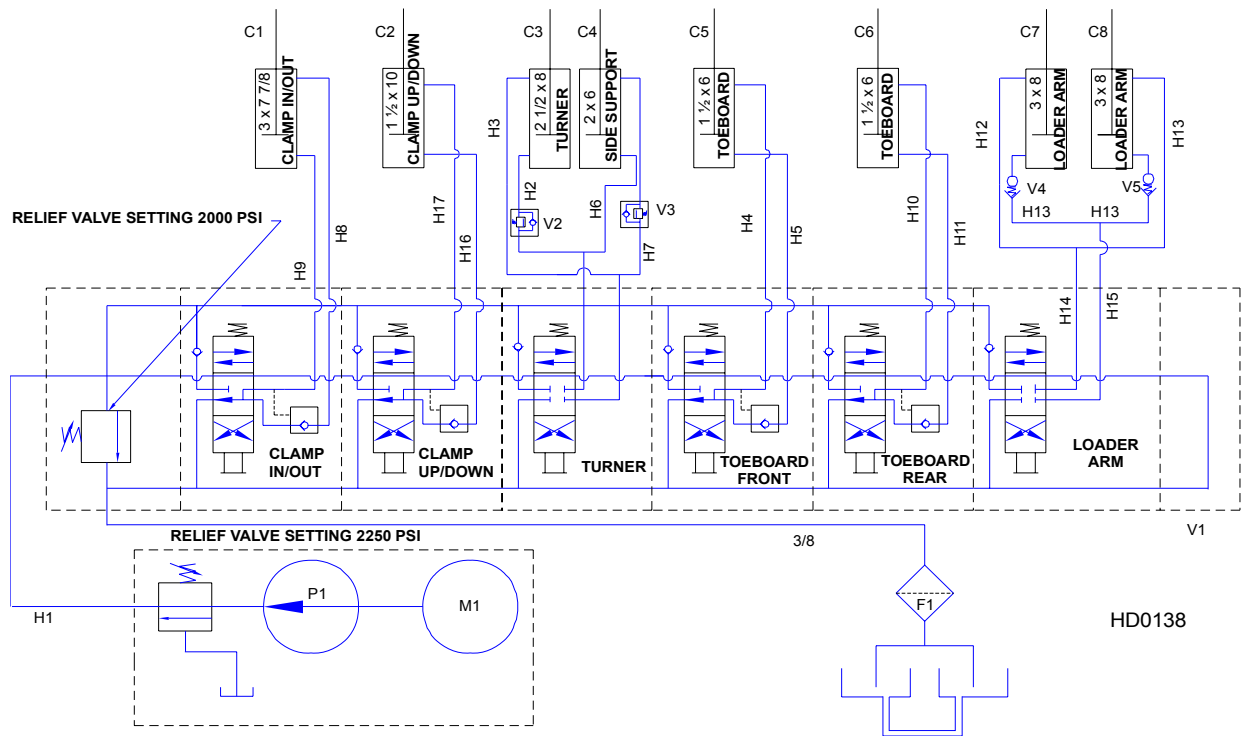 C1
C2
C3
C4
C5
C6
C7
C8
3 x 7 7/8
CLAMP IN/OUT
1 ½ x 10
CLAMP UP/DOWN
2 1/2 x 8
TURNER
2 x 6
SIDE SUPPORT
1 ½ x 6
TOEBOARD
1 ½ x 6
TOEBOARD
3 x 8
LOADER ARM
3 x 8
LOADER ARM
H3
H12
H13
H2
H6
V4
V5
RELIEF VALVE SETTING 2000 PSI
H8
H17
V2
V3
H4
H10
H13
H13
H9
H16
H7
H5
H11
H14
H15
CLAMP
IN/OUT
CLAMP
UP/DOWN
TURNER
TOEBOARD
FRONT
TOEBOARD
REAR
LOADER
ARM
RELIEF VALVE SETTING 2250 PSI
3/8
V1
P1
M1
F1
H1
HD0138